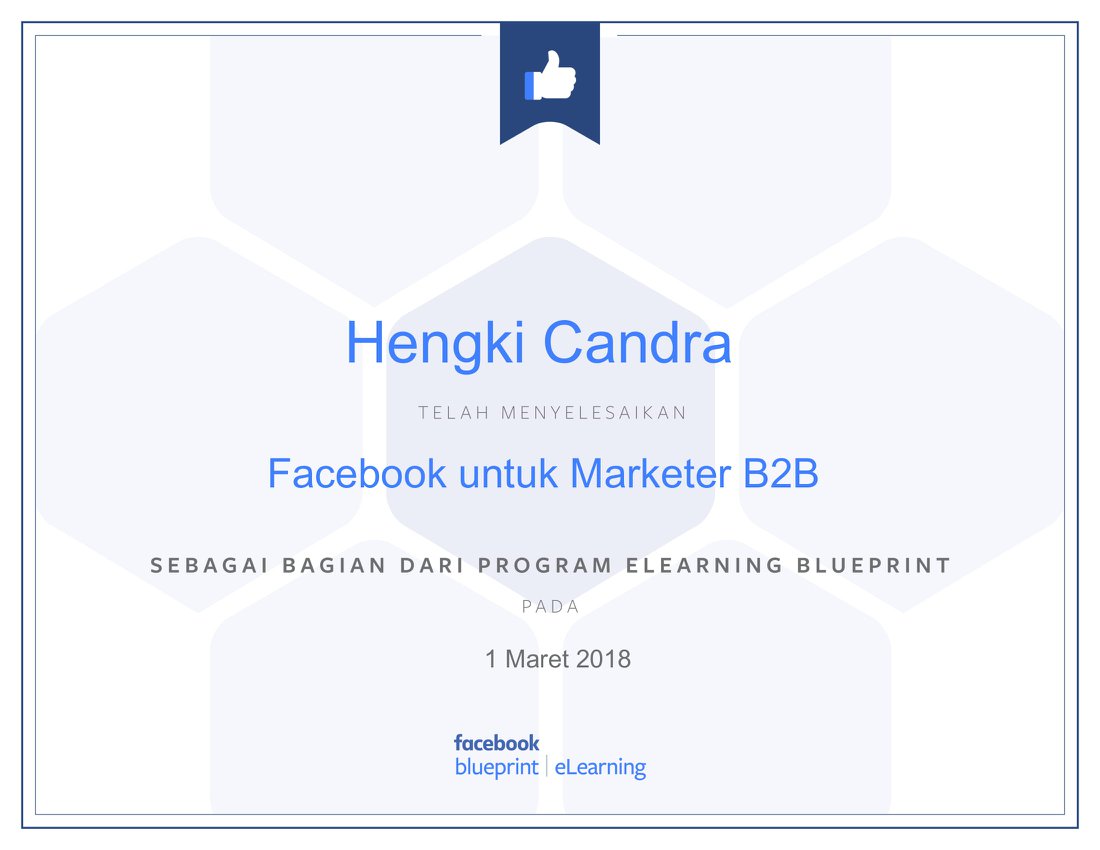 Hengki Candra
TELAH MENYELESAIKAN
Facebook untuk Marketer B2B
SEBAGAI BAGIAN DARI PROGRAM ELEARNING BLUEPRINT
PADA
1 Maret 2018
facebook
blueprint | eLearning